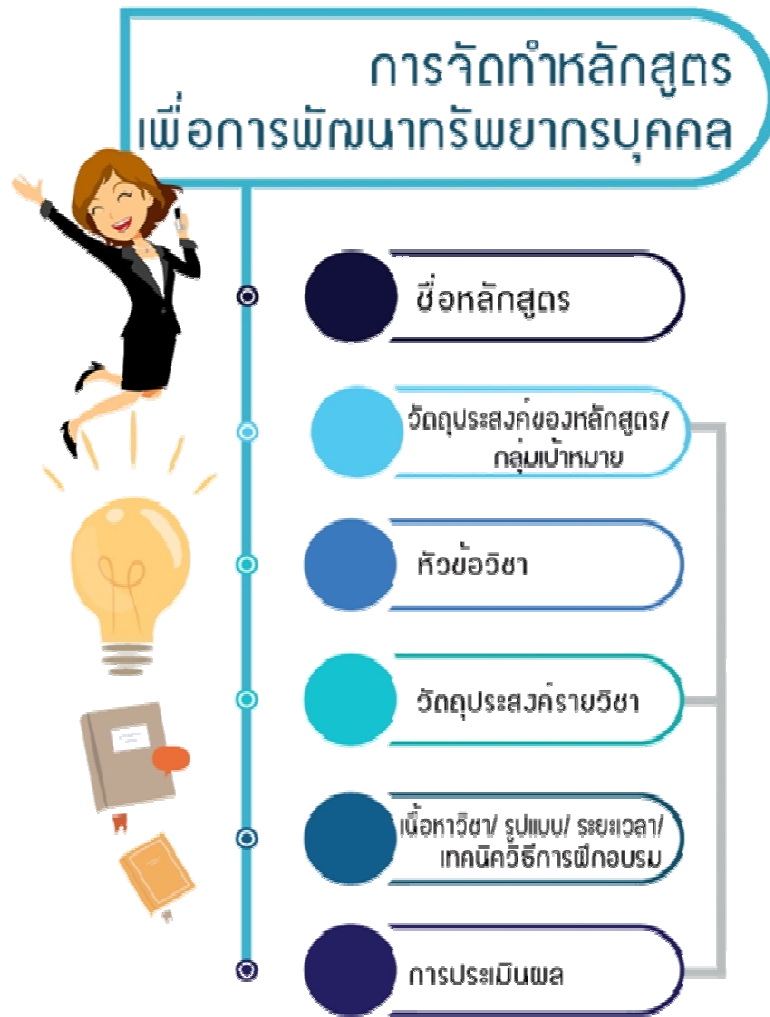 การจัดทำหลักสูตร
เพื่อการพัฒนาทรัพยากรบุคคล
ชื่อหลักสูตร
วัตถุประสงค์ของหลักสูตร/
กลุ่มเป้าหมาย
หัวข้อวิชา
วัตถุประสงค์รายวิชา
เนื้อหาวิชา/ รูปแบบ/ ระยะเวลา/
เทคนิควิธีการฝึกอบรม
การประเมินผล